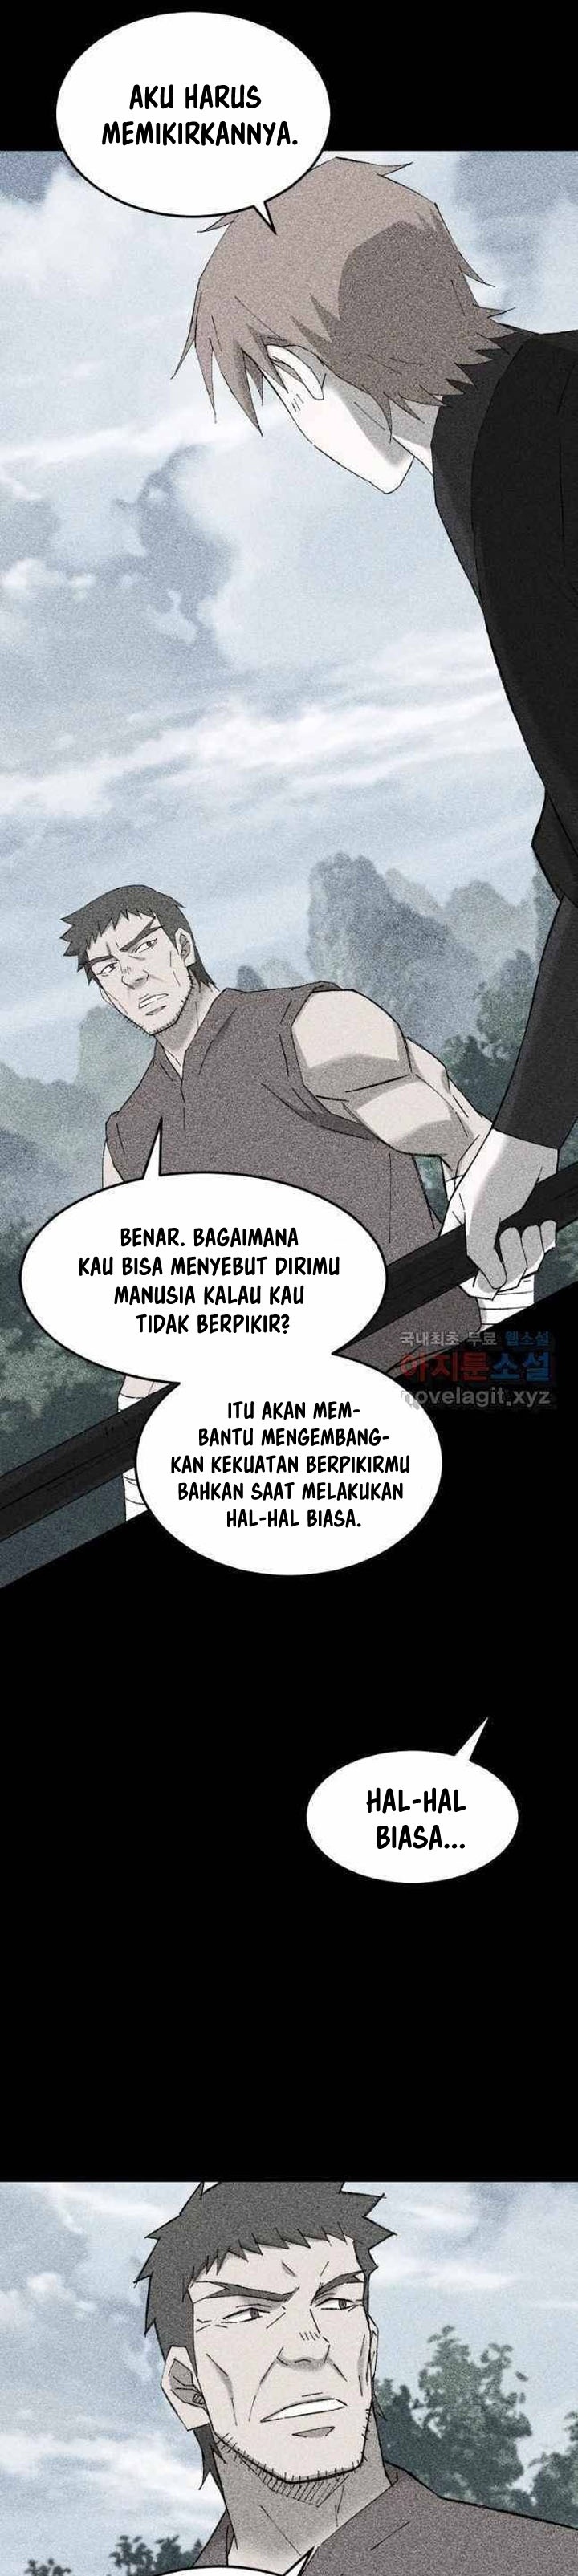 AKU HARUS
MEMIKIRKANNYA.
BENAR. BAGAIMANA
KAU BISA MENYEBUT DIRIMU
MANUSIA KALAU KAU
TIDAK BERPIKIR?
국내최초 무료 웹소설
아지툰소설
novelagit.xyz
ITU AKAN MEM-
BANTU MENGEMBANG-
KAN KEKUATAN BERPIKIRMU
BAHKAN SAAT MELAKUKAN
HAL-HAL BIASA.
HAL-HAL
BIASA...